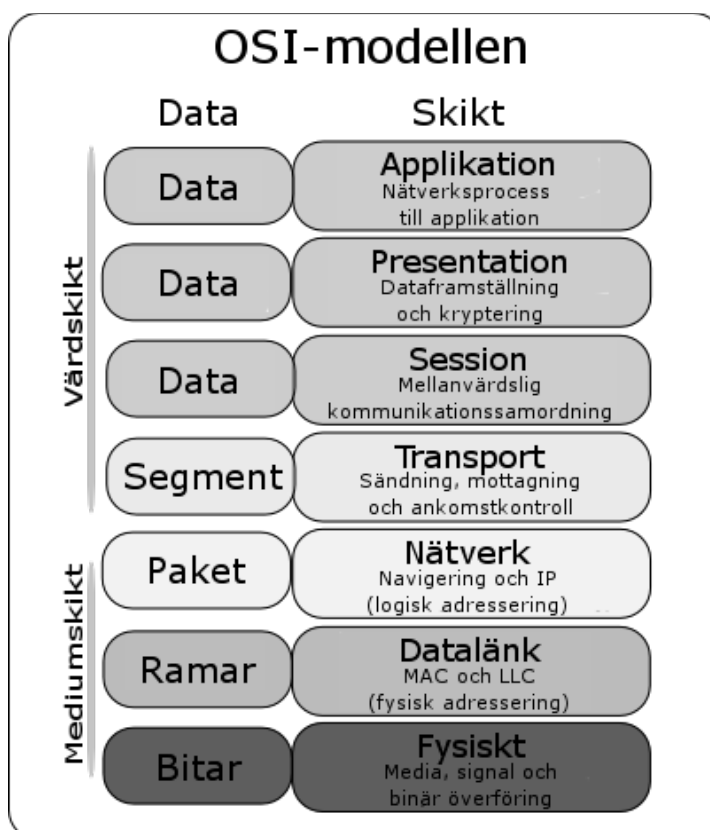 OSI-modellen
Data Skikt
Värdskikt
Data
Applikation
Nätverksprocess
till applikation
Data
Presentation
Dataframställning
och kryptering
Data
Session
Mellanvärdslig
kommunikationssamordning
Segment
Transport
Sändning, mottagning
och ankomstkontroll
Mediumskikt
Paket
Nätverk
Navigering och IP
(logisk adressering)
Ramar
Datalänk
MAC och LLC
(fysisk adressering)
Bitar
Fysiskt
Media, signal och
binär överföring